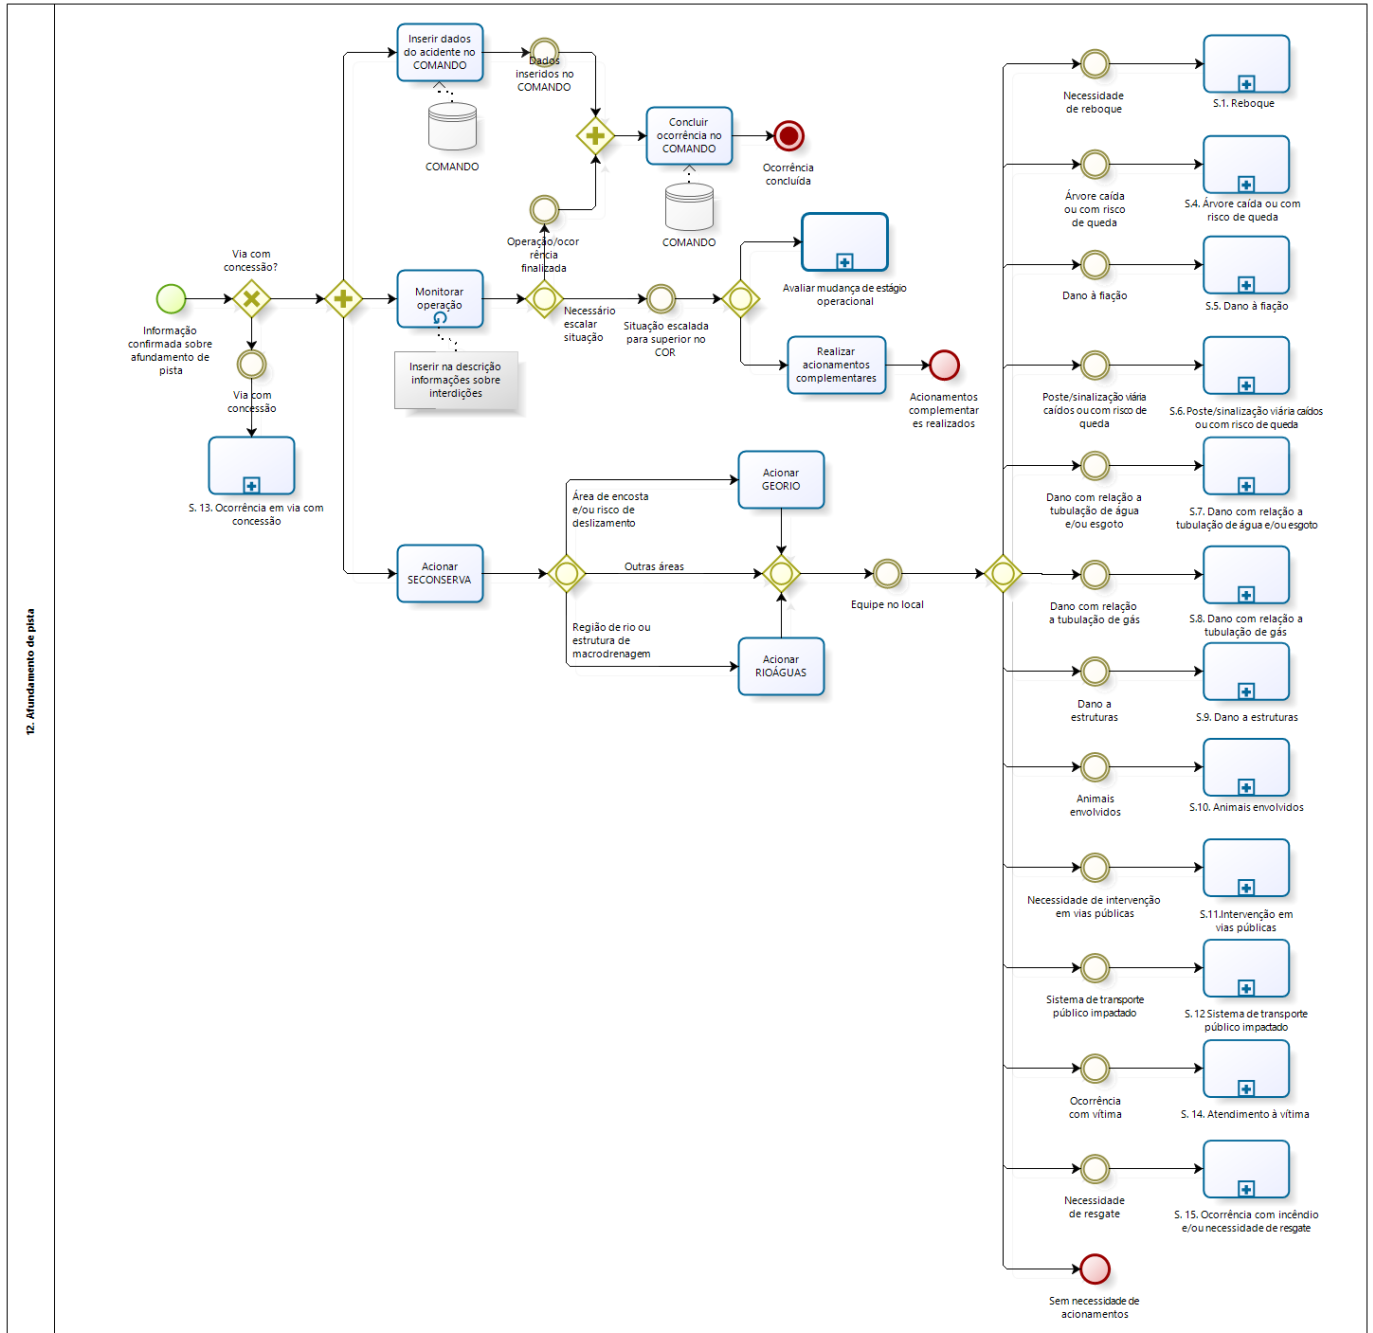 12. Afundamento de pista
Informação
confirmada sobre
afundamento de
pista
Via com
concessão?
Via com
concessão
S. 13. Ocorrência em via com
concessão
Inserir dados
do acidente no
COMANDO
COMANDO
Dados
inseridos no
COMANDO
Concluir
ocorrência no
COMANDO
COMANDO
Ocorrência
concluída
Operação/ocor
rência
finalizada
Monitorar
operação
Inserir na descrição
informações sobre
interdições
Necessário
escalar
situação
Situação escalada
para superior no
COR
Avaliar mudança de estágio
operacional
Realizar
acionamentos
complementares
Acionamentos
complementar
es realizados
Acionar
SECONSERVA
Área de encosta
e/ou risco de
deslizamento
Outras áreas
Região de rio ou
estrutura de
macrodrenagem
Acionar
GEORIO
Acionar
RIOÁGUAS
Equipe no local
Necessidade
de reboque
S.1. Reboque
Árvore caída
ou com risco
de queda
S.4. Árvore caída ou com
risco de queda
Dano à fiação
S.5. Dano à fiação
Poste/sinalização viária
caídos ou com risco de
queda
S.6. Poste/sinalização viária caídos
ou com risco de queda
Dano com relação a
tubulação de água
e/ou esgoto
S.7. Dano com relação a
tubulação de água e/ou esgoto
Dano com relação
a tubulação de gás
S.8. Dano com relação a
tubulação de gás
Dano a
estruturas
S.9. Dano a estruturas
Animais
envolvidos
S.10. Animais envolvidos
Necessidade de intervenção
em vias públicas
S.11.Intervenção em
vias públicas
Sistema de transporte
público impactado
S. 12 Sistema de transporte
público impactado
Ocorrência
com vítima
S. 14. Atendimento à vítima
Necessidade
de resgate
S. 15. Ocorrência com incêndio
e/ou necessidade de resgate
Sem necessidade de
acionamentos